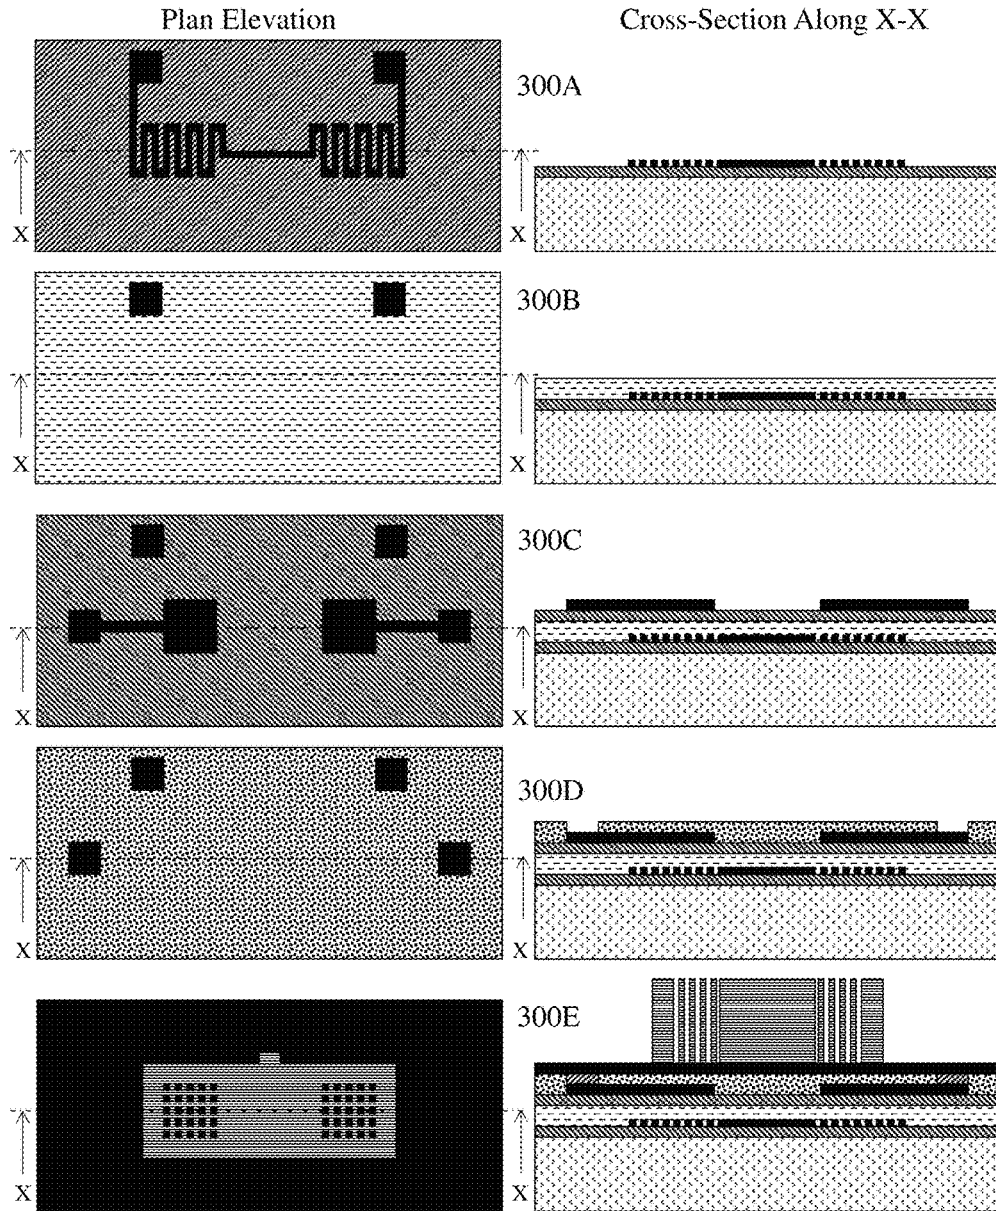 Plan Elevation
Cross-Section Along X-X
300A
X
X
300B
X
X
300C
X
X
300D
X
X
300E
X
X